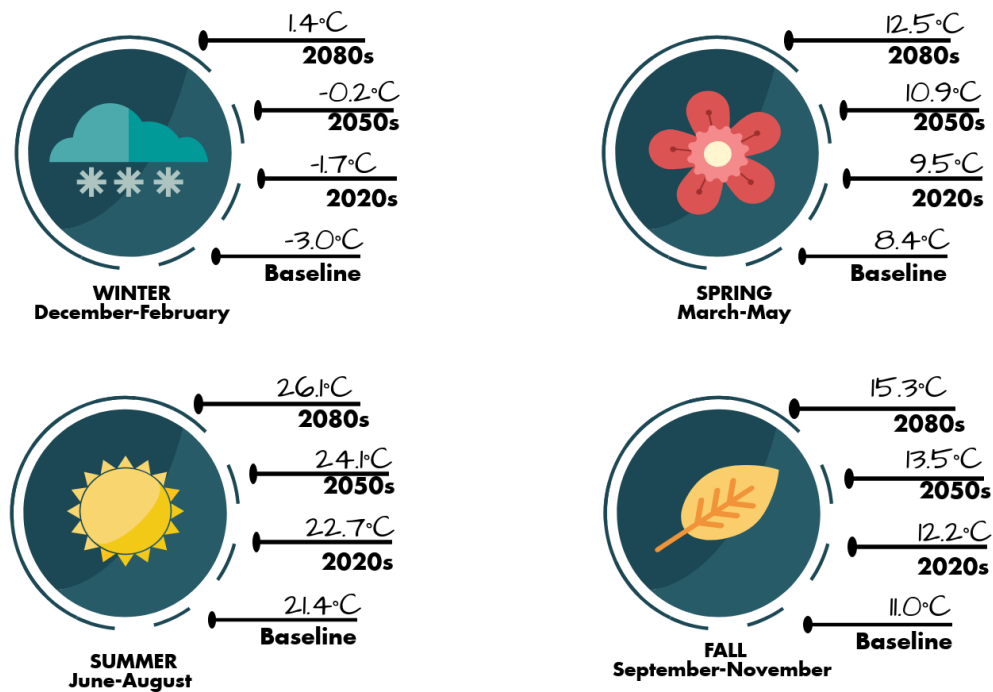 1.4°C
2080s
-0.2°C
2050s
-1.7°C
2020s
-3.0°C
Baseline
WINTER
December-February
12.5°C
2080s
10.9°C
2050s
9.5°C
2020s
8.4°C
Baseline
SPRING
March-May
26.1°C
2080s
24.1°C
2050s
22.7°C
2020s
21.4°C
Baseline
SUMMER
June-August
15.3°C
2080s
13.5°C
2050s
12.2°C
2020s
11.0°C
Baseline
FALL
September-November